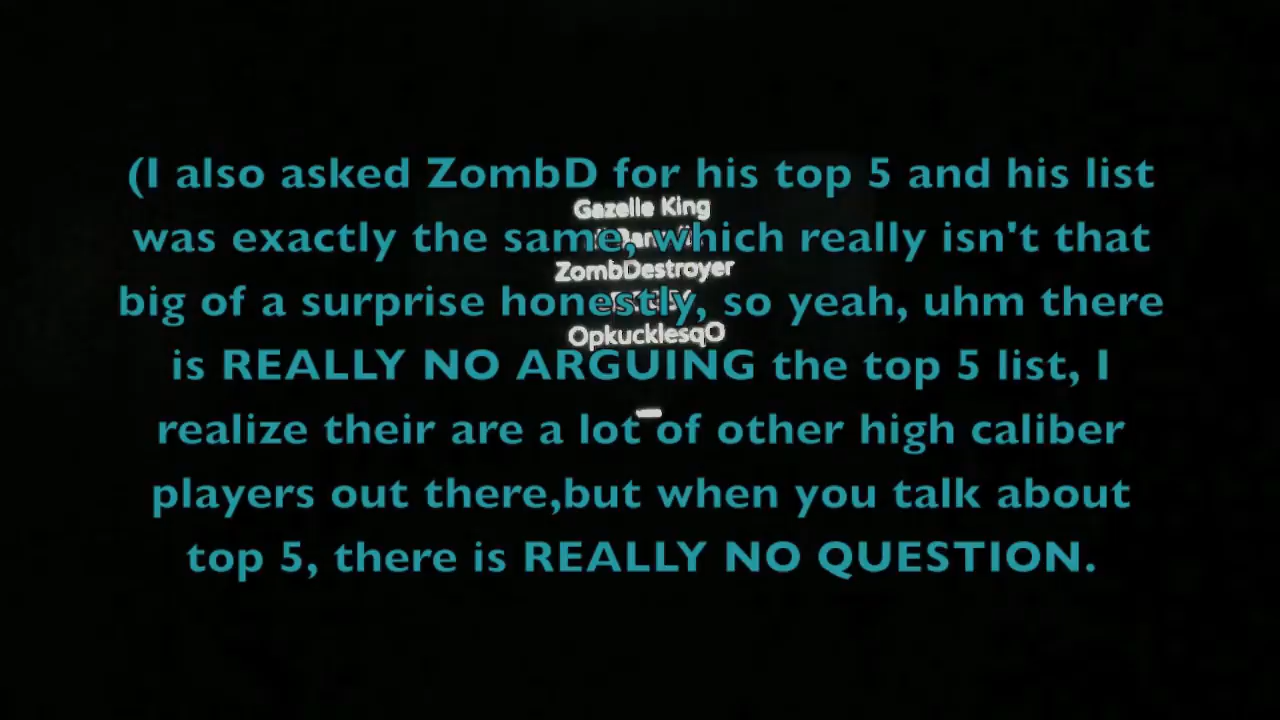 (I also asked ZombD for his top 5 and his list
Gazelle King
was exactly the same, which really isn't that
ZombDestroyer
big of a surprise honestly, so yeah, uhm there
OpkucklesqO
is REALLY NO ARGUING the top 5 list, I
realize their are a lot of other high caliber
players out there,but when you talk about
top 5, there is REALLY NO QUESTION.